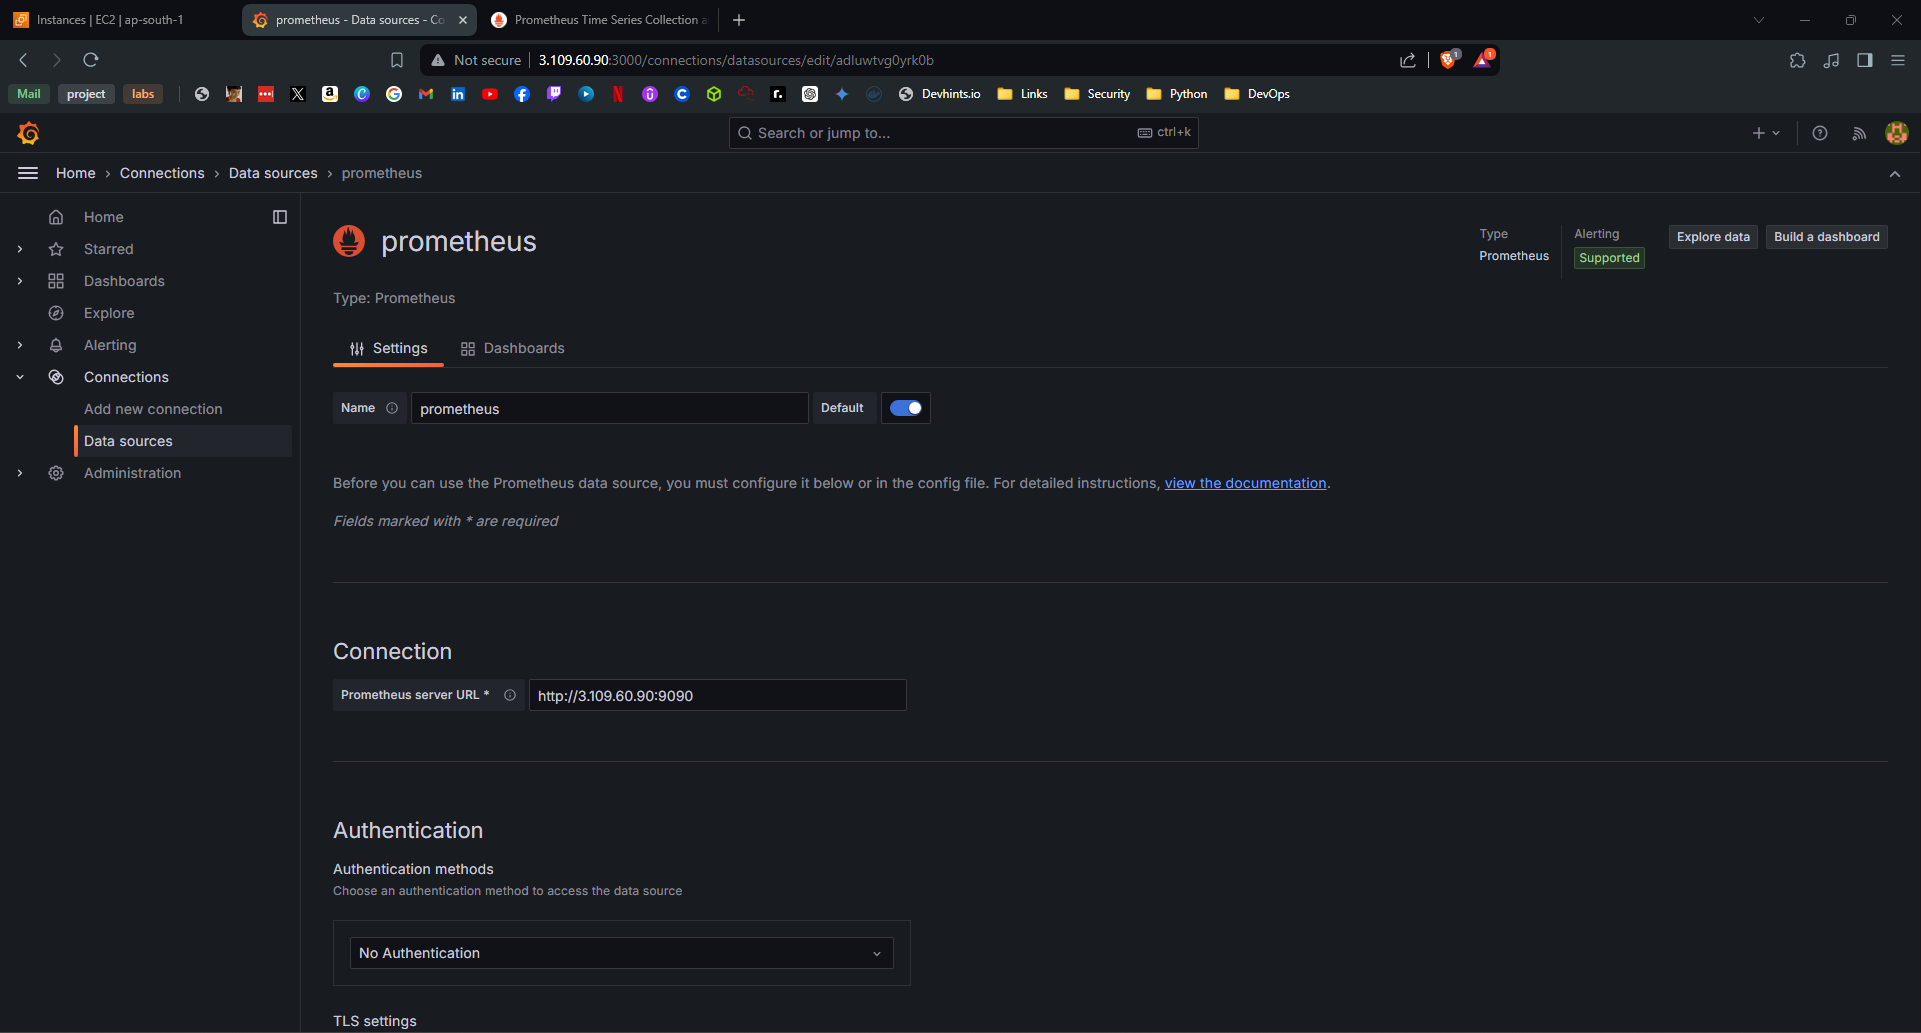 Instances | EC2 | ap-south-1
prometheus - Data sources - Co
Prometheus Time Series Collection a
Not secure
3.109.60.90:3000/connections/datasources/edit/adluwtvg0yrk0b
1
1
Mail
project
labs
Devhints.io
Links
Security
Python
DevOps
Search or jump to...
ctrl+k
Home › Connections › Data sources › prometheus
Home
Starred
Dashboards
Explore
Alerting
Connections
Add new connection
Data sources
Administration
prometheus
Type
Prometheus
Alerting
Supported
Explore data
Build a dashboard
Type: Prometheus
Settings
Dashboards
Name
prometheus
Default
Before you can use the Prometheus data source, you must configure it below or in the config file. For detailed instructions, view the documentation.
Fields marked with * are required
Connection
Prometheus server URL *
http://3.109.60.90:9090
Authentication
Authentication methods
Choose an authentication method to access the data source
No Authentication
TLS settings